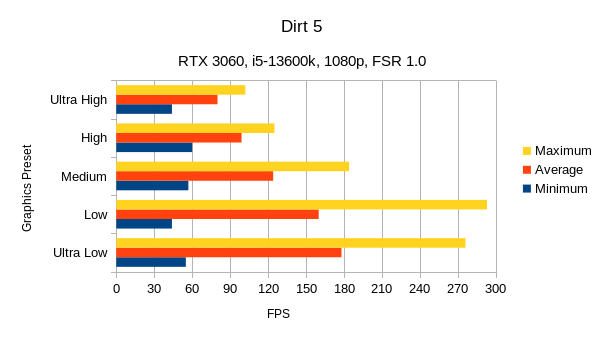 Dirt 5
RTX 3060, i5-13600k, 1080p, FSR 1.0
Graphics Preset
Ultra High
High
Medium
Low
Ultra Low
0 30 60 90 120 150 180 210 240 270 300
FPS
Maximum
Average
Minimum